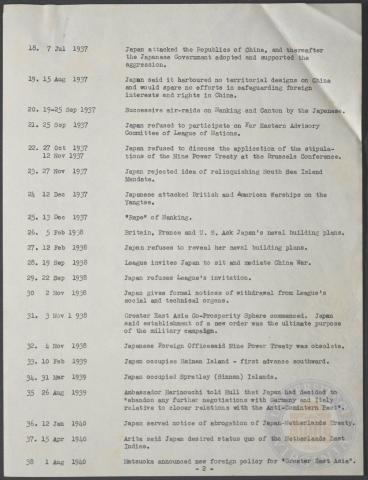 18. 7 Jul 1937 Japan attacked the Republic of China, and thereafter
the Japanese Government adopted and supported the
aggression.
19. 15 Aug 1937 Japan said it harboured no territorial designs on China
and would spare no efforts in safeguarding foreign
interests and rights in China.
20. 19-25 Sep 1937 Successive air-raids on Nanking and Canton by the Japanese.
21. 25 Sep 1937 Japan refused to participate on Far Eastern Advisory
Committee of League of Nations.
22. 27 Oct 1937 Japan refused to discuss the application of the stipula-
12 Nov 1937 tions of the Nine Power Treaty at the Brussels Conference.
23. 27 Nov 1937 Japan rejected idea of relinquishing South Sea Island
Mandate.
24 12 Dec 1937 Japanese attacked British and American Warships on the
Yangtse.
25. 13 Dec 1937 "Rape" of Nanking.
26. 5 Feb 1938 Britain, France and U. S. Ask Japan's naval building plans.
27. 12 Feb 1938 Japan refuses to reveal her naval building plans.
28. 19 Sep 1938 League invites Japan to sit and mediate China War.
29. 22 Sep 1938 Japan refuses League's invitation.
30 2 Nov 1938 Japan gives formal notices of withdrawal from League's
social and technical organs.
31. 3 Nov 1938 Greater East Asia Co-Prosperity Sphere commenced. Japan
said establishment of a new order was the ultimate purpose
of the military campaign.
32. 4 Nov 1938 Japanese Foreign Office said Nine Power Treaty was obsolete.
33. 10 Feb 1939 Japan occupies Hainan Island - first advance southward.
34. 31 Mar 1939 Japan occupied Spratley (Sinnan) Islands.
35 26 Aug 1939 Ambassador Horinouchi told Hull that Japan had decided to
"abandon any further negotiations with Germany and Italy
relative to closer relations with the Anti-Comintern Pact".
36. 12 Jan 1940 Japan served notice of abrogation of Japan-Netherlands Treaty.
37. 15 Apr 1940 Arita said Japan desired status quo of the Netherlands East
Indies.
38 1 Aug 1940 Matsuoka announced new foreign policy for "Greater East Asia".
- 2 -